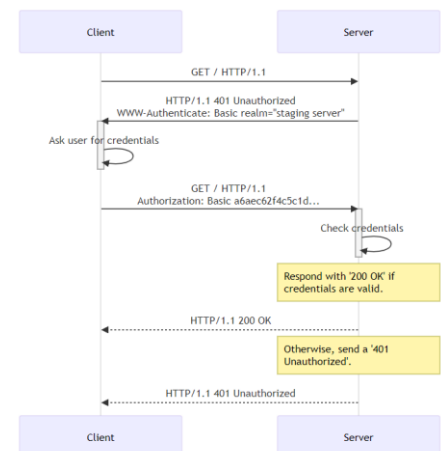 Client
Server
GET / HTTP/1.1
HTTP/1.1 401 Unauthorized
WWW-Authenticate: Basic realm="staging server"
Ask user for credentials
GET / HTTP/1.1
Authorization: Basic a6aec62f4c5c1d...
Check credentials
Respond with '200 OK' if
credentials are valid.
HTTP/1.1 200 OK
Otherwise, send a '401
Unauthorized'.
HTTP/1.1 401 Unauthorized
Client
Server